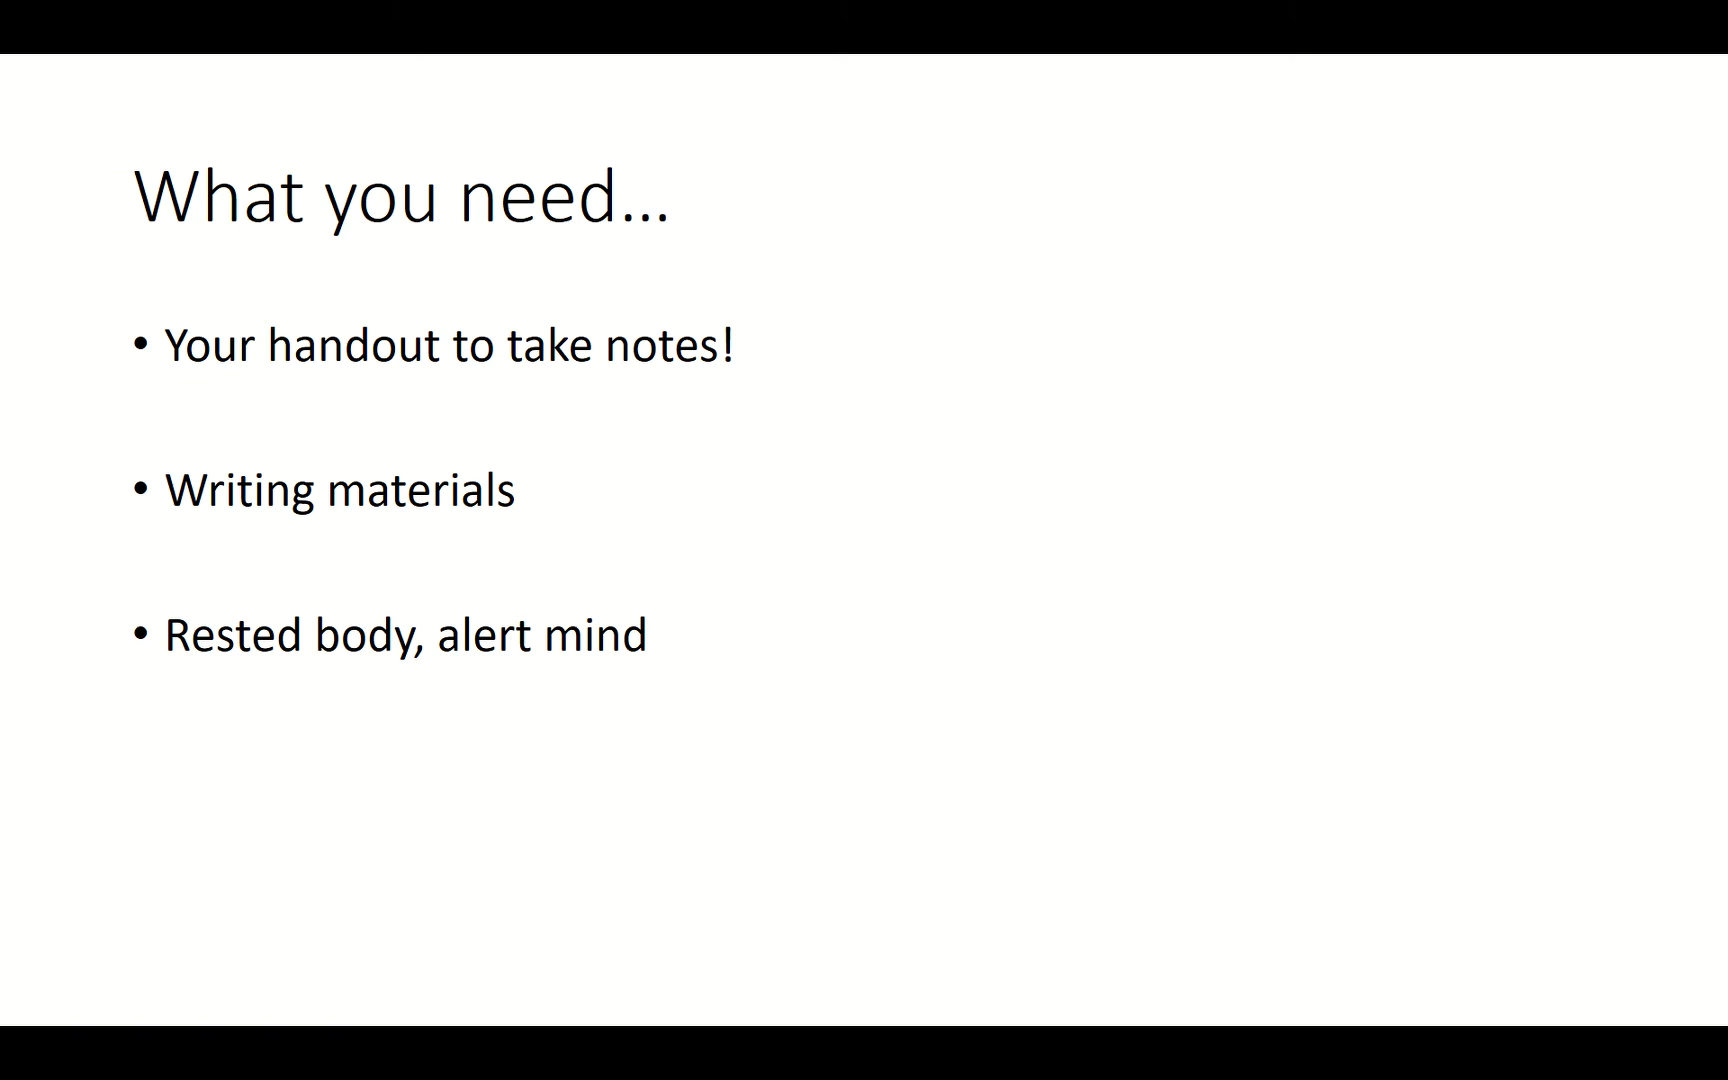 What you need...
• Your handout to take notes!
• Writing materials
• Rested body, alert mind